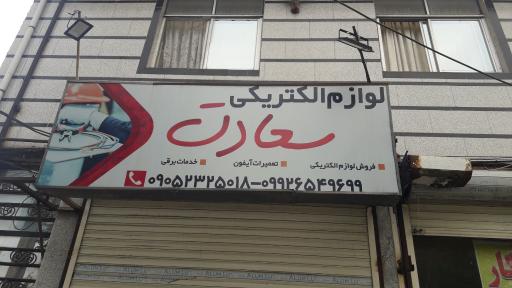 لوازم الکتریکی
سعادت
فروش لوازم الکتریکی
تعمیرات آیفون
خدمات برقی
۰۹۰۵۲۳۲۵۰۱۸-۰۹۹۲۶۵۴۹۶۹۹